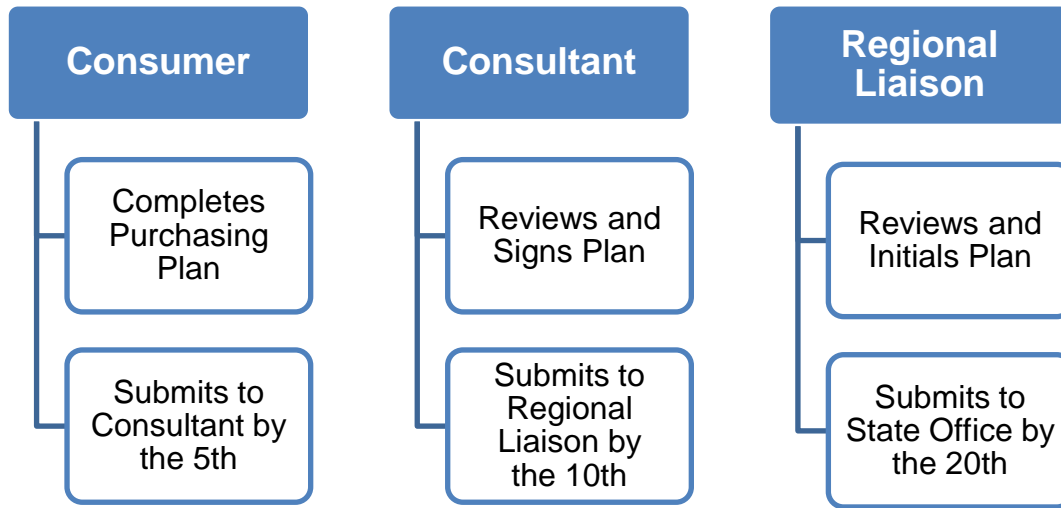 Consumer
Completes
Purchasing
Plan
Submits to
Consultant by
the 5th
Consultant
Reviews and
Signs Plan
Submits to
Regional
Liaison by
the 10th
Regional
Liaison
Reviews and
Initials Plan
Submits to
State Office by
the 20th